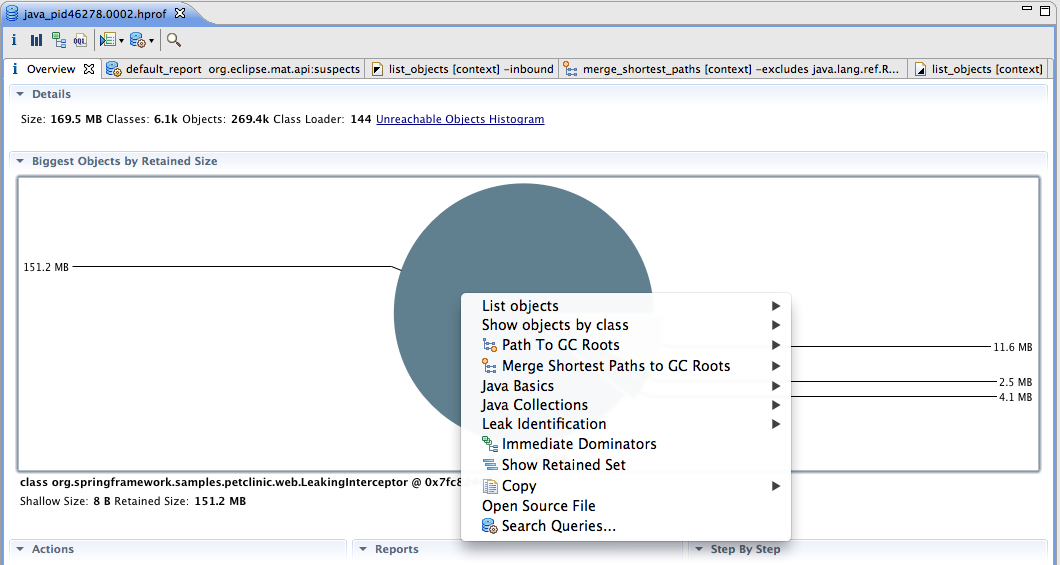 java_pid46278.0002.hprof
i OQL
i Overview default_report org.eclipse.mat.api:suspects list_objects [context] -inbound merge_shortest_paths [context] -excludes java.lang.ref.R... list_objects [context]
Details
Size: 169.5 MB Classes: 6.1k Objects: 269.4k Class Loader: 144 Unreachable Objects Histogram
Biggest Objects by Retained Size
151.2 MB
List objects
Show objects by class
Path To GC Roots
11.6 MB
Merge Shortest Paths to GC Roots
Java Basics
2.5 MB
4.1 MB
Java Collections
Leak Identification
Immediate Dominators
Show Retained Set
class org.springframework.samples.petclinic.web.LeakingInterceptor @ 0x7fc8
Copy
Shallow Size: 8 B Retained Size: 151.2 MB
Open Source File
Search Queries...
Actions Reports Step By Step